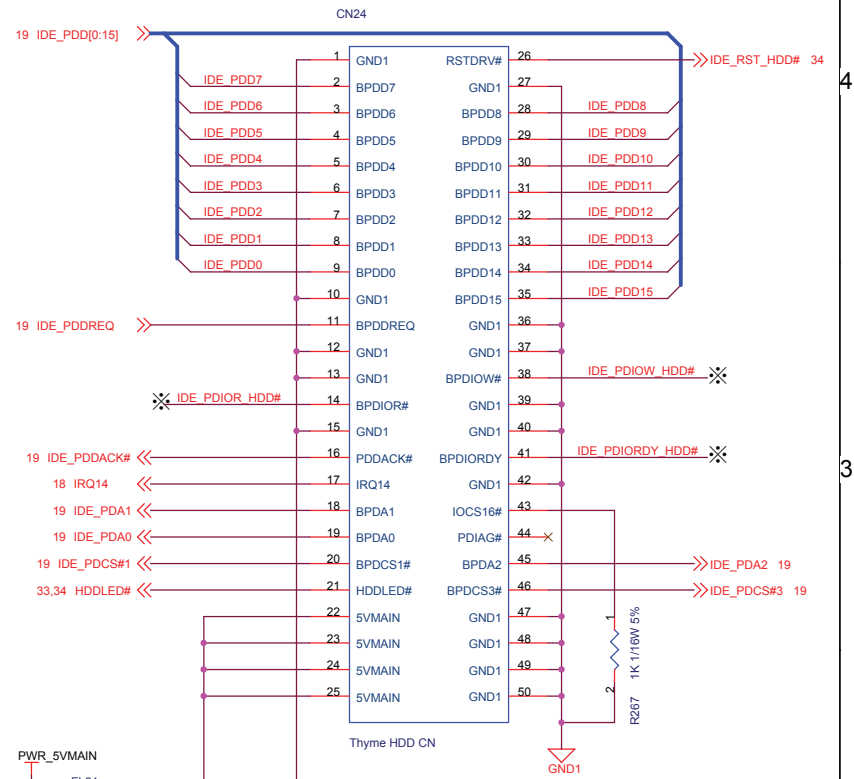 CN24
19 IDE_PDD[0:15]
1 GND1 RSTDRV# 26 IDE_RST_HDD# 34
IDE_PDD7 2 BPDD7 GND1 27
4
IDE_PDD6 3 BPDD6 BPDD8 28 IDE_PDD8
IDE_PDD5 4 BPDD5 BPDD9 29 IDE_PDD9
IDE_PDD4 5 BPDD4 BPDD10 30 IDE_PDD10
IDE_PDD3 6 BPDD3 BPDD11 31 IDE_PDD11
IDE_PDD2 7 BPDD2 BPDD12 32 IDE_PDD12
IDE_PDD1 8 BPDD1 BPDD13 33 IDE_PDD13
IDE_PDD0 9 BPDD0 BPDD14 34 IDE_PDD14
10 GND1 BPDD15 35 IDE_PDD15
19 IDE_PDDREQ 11 BPDDREQ GND1 36
12 GND1 GND1 37
13 GND1 BPDIOW# 38 IDE_PDIOW_HDD# ※
※ IDE_PDIOR_HDD# 14 BPDIOR# GND1 39
15 GND1 GND1 40
19 IDE_PDDACK# 16 PDDACK# BPDIORDY 41 IDE_PDIORDY_HDD# ※
3
18 IRQ14 17 IRQ14 GND1 42
19 IDE_PDA1 18 BPDA1 IOCS16# 43
19 IDE_PDA0 19 BPDA0 PDIAG# 44
19 IDE_PDCS#1 20 BPDCS1# BPDA2 45 IDE_PDA2 19
33,34 HDDLED# 21 HDDLED# BPDCS3# 46 IDE_PDCS#3 19
22 5VMAIN GND1 47
23 5VMAIN GND1 48
24 5VMAIN GND1 49
25 5VMAIN GND1 50
1
2
R267
1K 1/16W 5%
Thyme HDD CN
GND1
PWR_5VMAIN